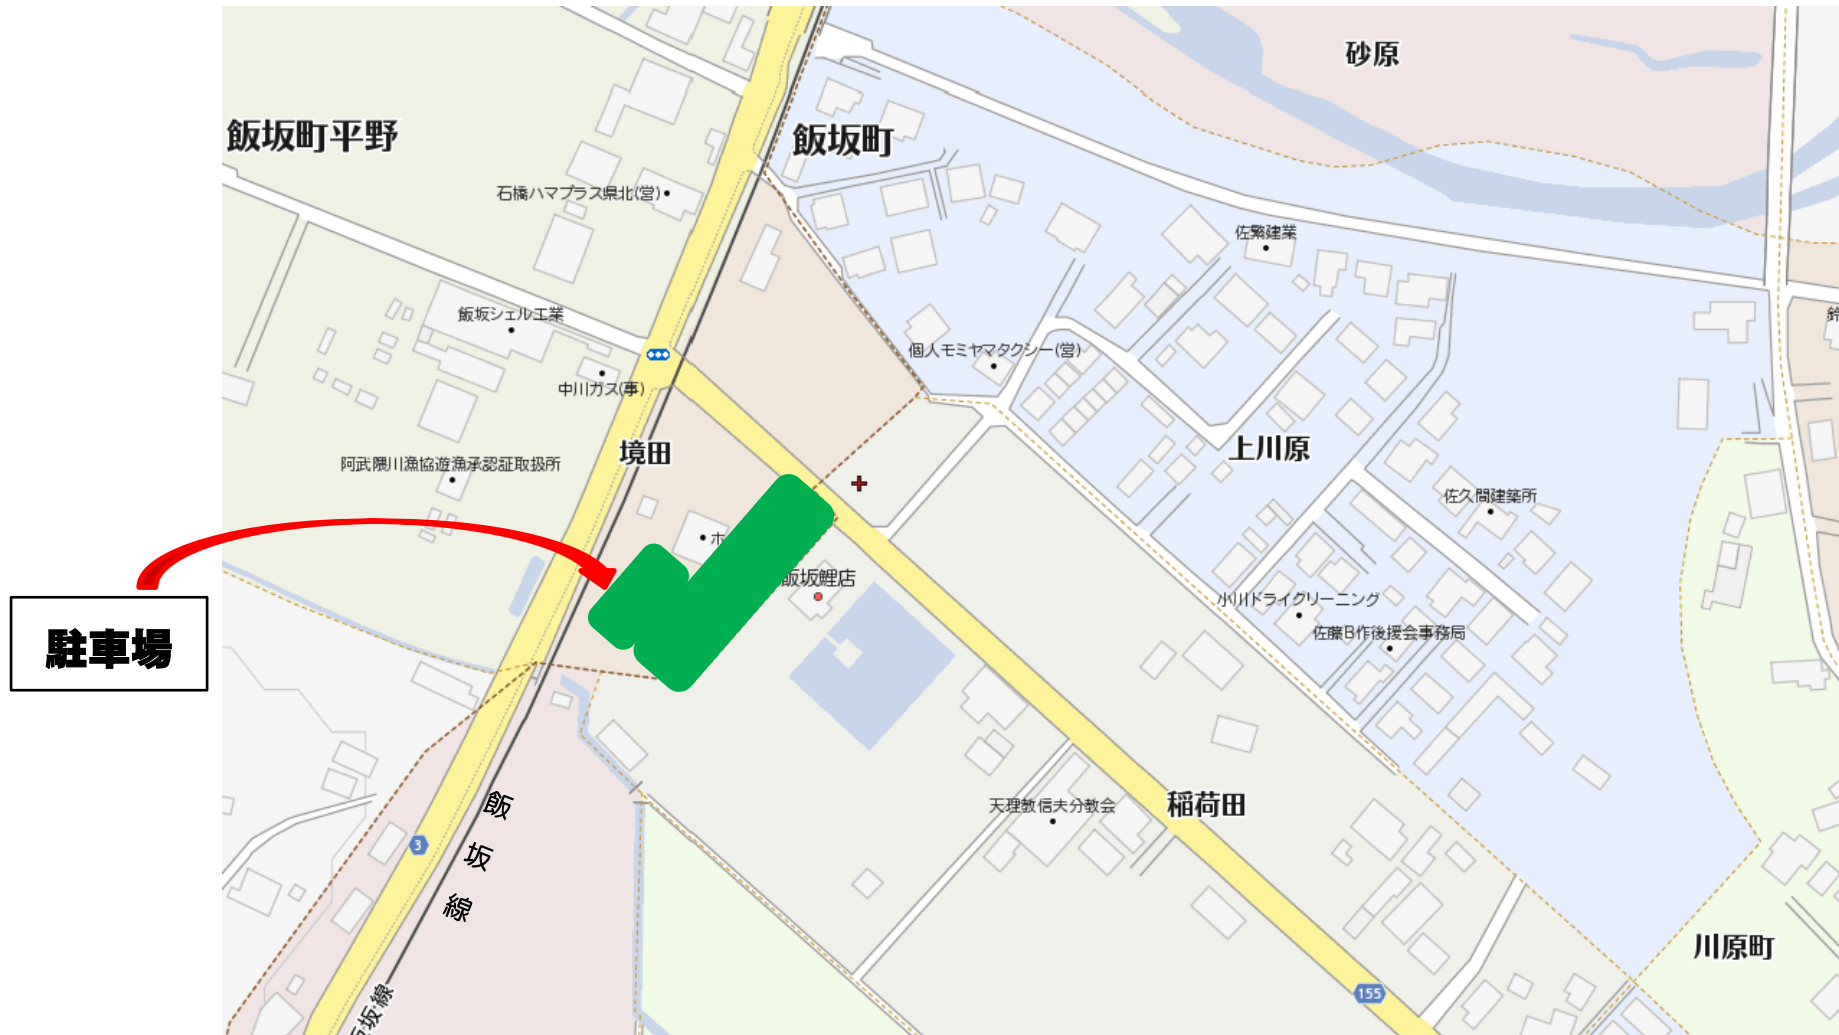 砂原
飯坂町平野
飯坂町
石橋ハマプラス県北(営)
佐繁建業
飯坂シェル工業
個人モミヤマタクシー(営)
中川ガス(事)
境田
上川原
阿武隈川漁協遊漁承認証取扱所
佐久間建築所
ホ
飯坂鯉店
小川ドライクリーニング
佐藤B作後援会事務局
駐車場
天理教信夫分教会
稲荷田
3
飯坂線
川原町
155
坂線